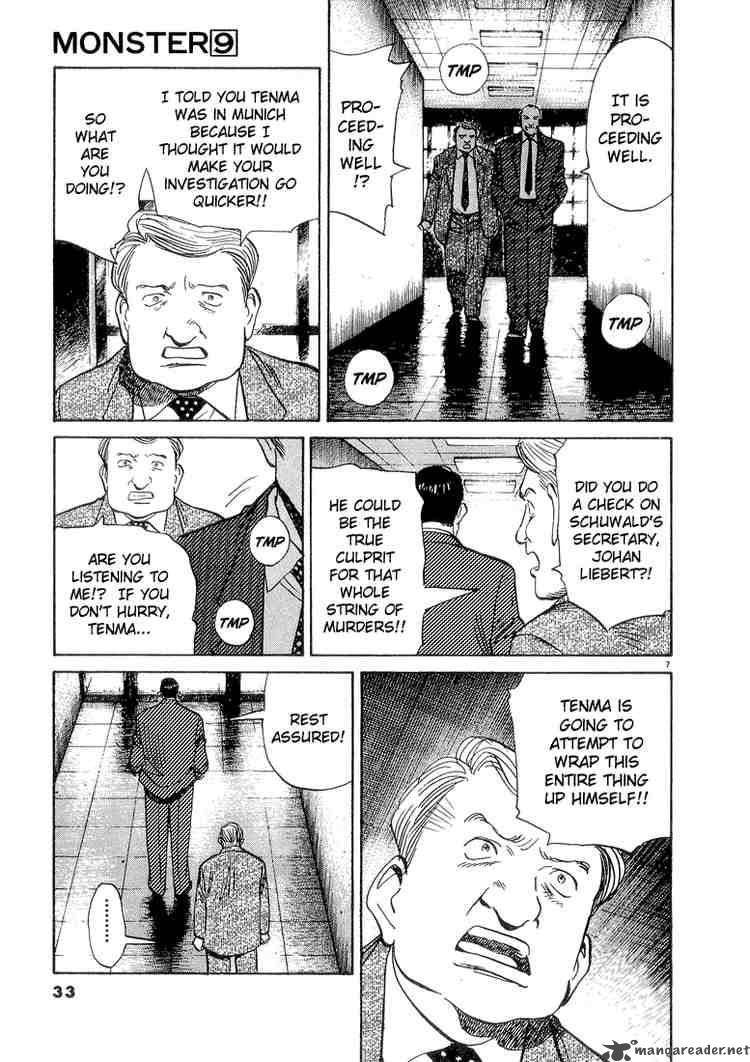 MONSTER 9
IT IS
PRO-
CEEDING
WELL.
TMP
PRO-
CEED-
ING
WELL
!?
TMP
TMP
I TOLD YOU TENMA
WAS IN MUNICH
BECAUSE I
THOUGHT IT WOULD
MAKE YOUR
INVESTIGATION GO
QUICKER!!
SO
WHAT
ARE
YOU
DOING!?
DID YOU DO
A CHECK ON
SCHUWALD'S
SECRETARY,
JOHAN
LIEBERT?!
HE COULD
BE THE
TRUE
CULPRIT
FOR THAT
WHOLE
STRING OF
MURDERS!!
TMP
TMP
ARE YOU
LISTENING TO
ME!? IF YOU
DON'T HURRY,
TENMA...
7
TENMA IS
GOING TO
ATTEMPT TO
WRAP THIS
ENTIRE THING
UP HIMSELF!!
REST
ASSURED!
........
33
mangareader.net